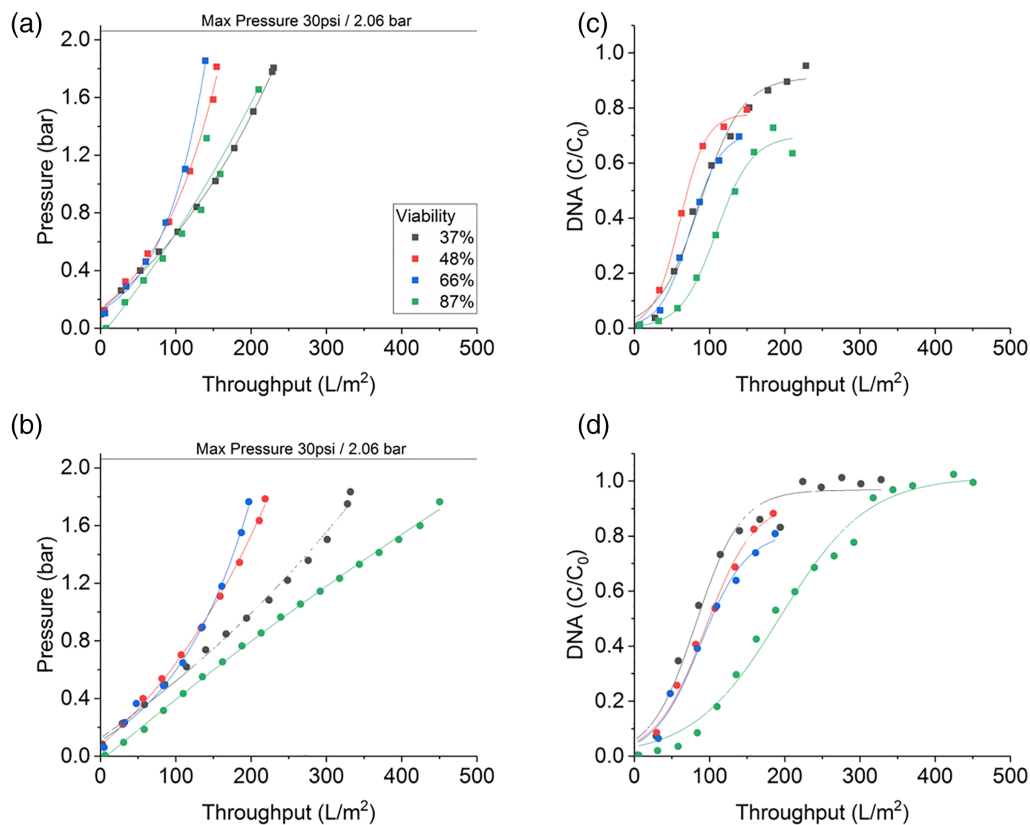 (a)
Max Pressure 30psi / 2.06 bar
2.0
1.6
1.2
0.8
0.4
0.0
Pressure (bar)
Viability
37%
48%
66%
87%
0 100 200 300 400 500
Throughput (L/m²)
(c)
1.0
0.8
0.6
0.4
0.2
0.0
DNA (C/C₀)
0 100 200 300 400 500
Throughput (L/m²)
(b)
Max Pressure 30psi / 2.06 bar
2.0
1.6
1.2
0.8
0.4
0.0
Pressure (bar)
0 100 200 300 400 500
Throughput (L/m²)
(d)
1.0
0.8
0.6
0.4
0.2
0.0
DNA (C/C₀)
0 100 200 300 400 500
Throughput (L/m²)